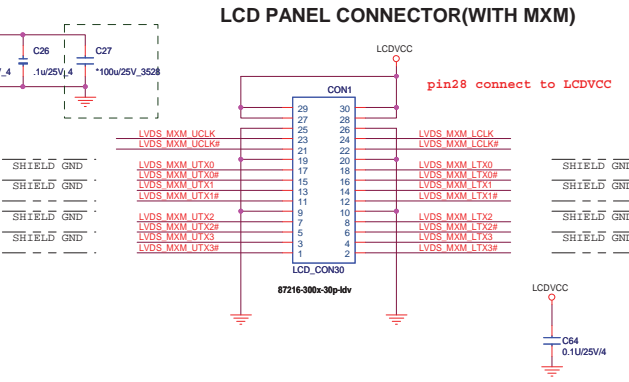 LCD PANEL CONNECTOR(WITH MXM)
C26
.1u/25V_4
C27
*100u/25V_3528
_4
LCDVCC
pin28 connect to LCDVCC
CON1
29 30
27 28
25 26
LVDS_MXM_UCLK 23 24 LVDS_MXM_LCLK
LVDS_MXM_UCLK# 21 22 LVDS_MXM_LCLK#
19 20
SHIELD GND LVDS_MXM_UTX0 17 18 LVDS_MXM_LTX0 SHIELD GND
LVDS_MXM_UTX0# 15 16 LVDS_MXM_LTX0#
SHIELD GND LVDS_MXM_UTX1 13 14 LVDS_MXM_LTX1 SHIELD GND
LVDS_MXM_UTX1# 11 12 LVDS_MXM_LTX1#
9 10
SHIELD GND LVDS_MXM_UTX2 7 8 LVDS_MXM_LTX2 SHIELD GND
LVDS_MXM_UTX2# 5 6 LVDS_MXM_LTX2#
SHIELD GND LVDS_MXM_UTX3 3 4 LVDS_MXM_LTX3 SHIELD GND
LVDS_MXM_UTX3# 1 2 LVDS_MXM_LTX3#
LCD_CON30
87216-300x-30p-ldv
LCDVCC
C64
0.1U/25V/4